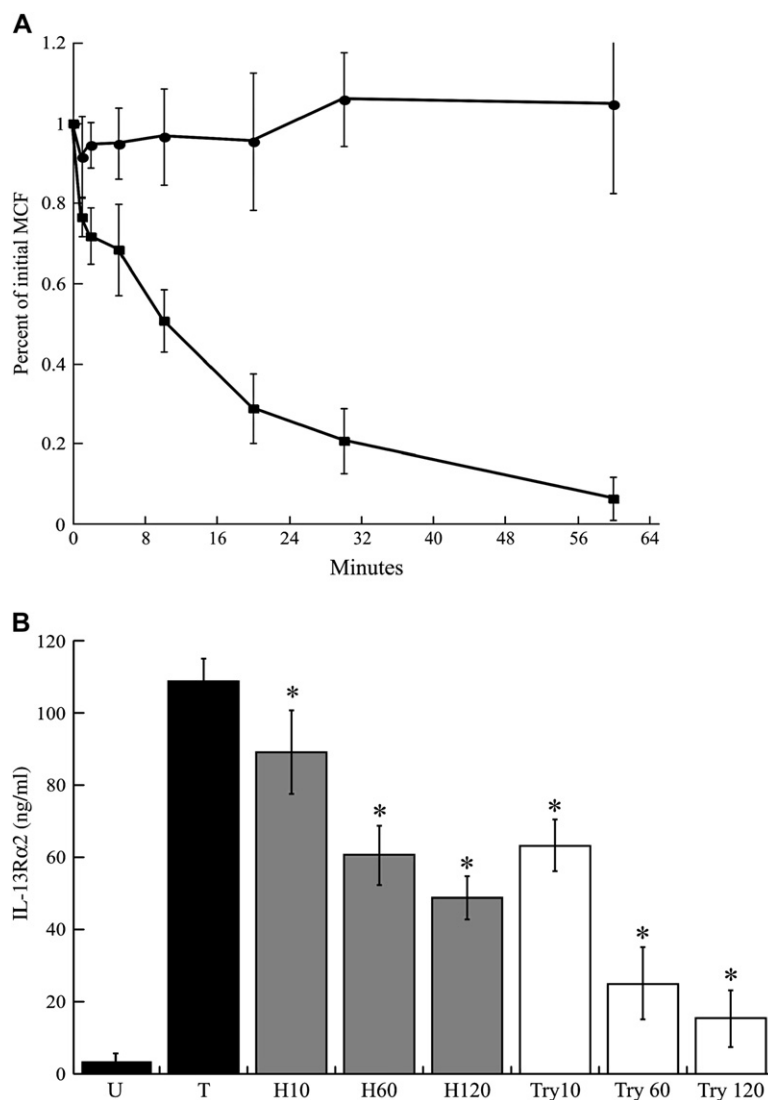 A
1.2
1
0.8
0.6
0.4
0.2
0
Percent of initial MCF
0 8 16 24 32 40 48 56 64
Minutes
B
120
100
80
60
40
20
0
IL-13Rα2 (ng/ml)
* * * * * *
U T H10 H60 H120 Try10 Try 60 Try 120